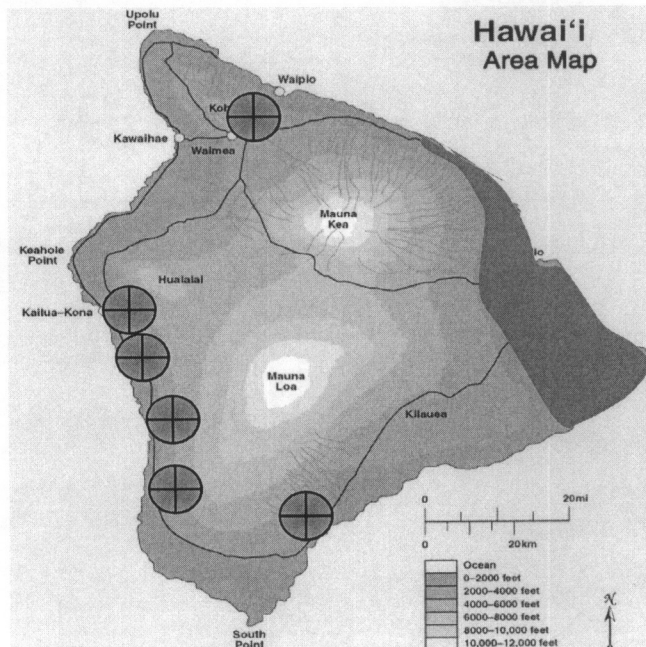 Hawaiʻi
Area Map
Upolu
Point
Waipio
Kawaihae
Waimea
Mauna
Kea
Keahole
Point
Hualalai
Kailua–Kona
Mauna
Loa
Kilauea
0 20mi
0 20km
Ocean
0–2000 feet
2000–4000 feet
4000–6000 feet
6000–8000 feet
8000–10,000 feet
10,000–12,000 feet
N
South
Point